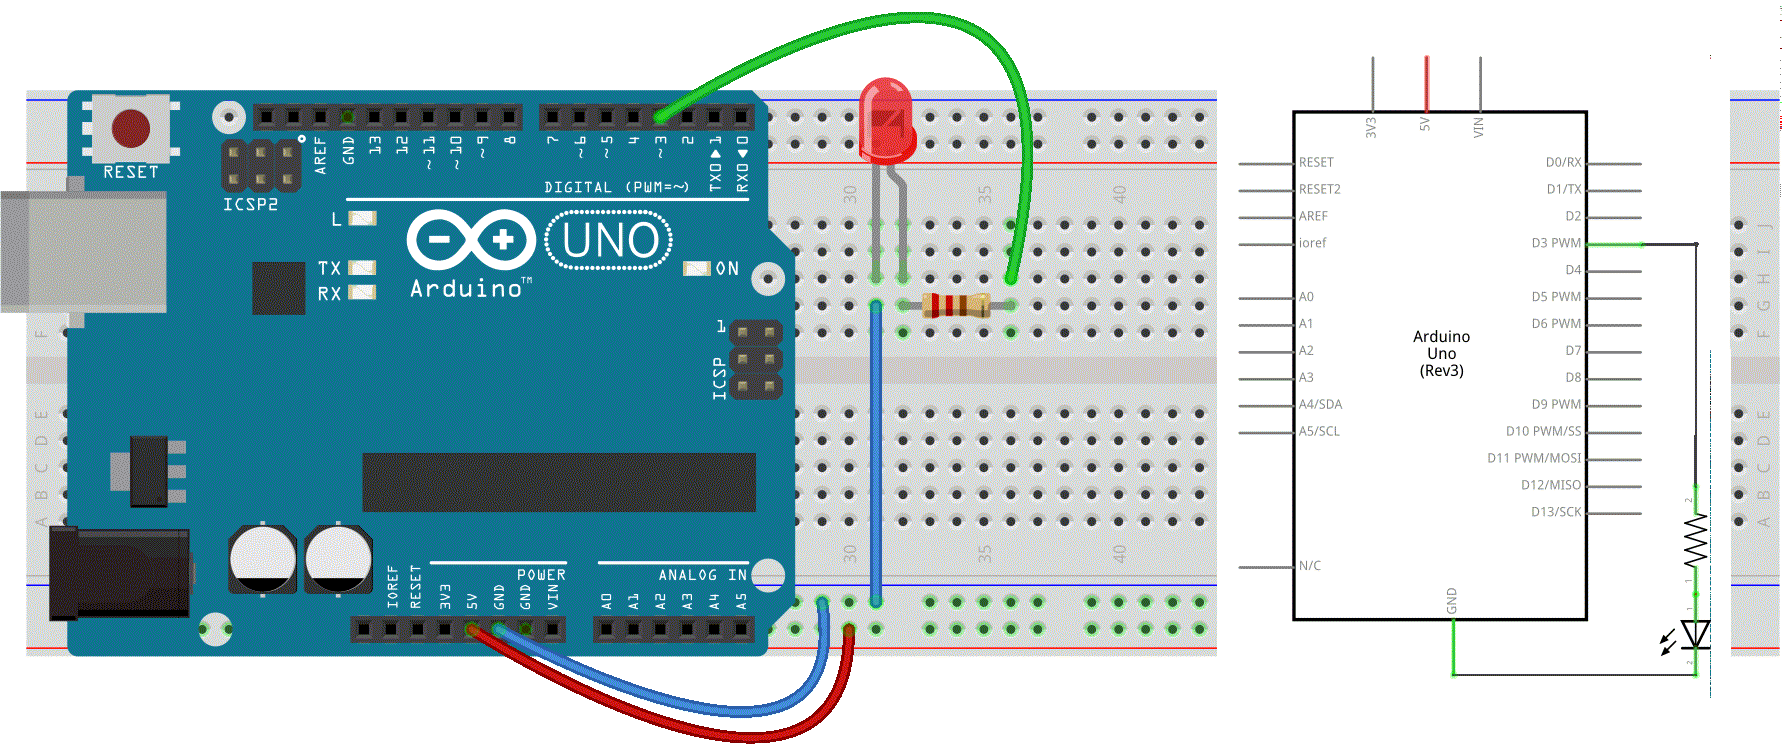 RESET
ICSP2
AREF
GND
13
12
~11
~10
~9
8
7
~6
~5
4
~3
2
TX0▶1
RX0◀0
DIGITAL (PWM=~)
L
TX
RX
UNO
Arduino™
ON
1
ICSP
IOREF
RESET
3V3
5V
GND
GND
VIN
POWER
A0
A1
A2
A3
A4
A5
ANALOG IN
30
35
40
J
I
H
G
F
F
E
D
C
B
A
E
D
C
B
A
30
35
40
3V3
5V
VIN
RESET
RESET2
AREF
ioref
A0
A1
A2
A3
A4/SDA
A5/SCL
N/C
D0/RX
D1/TX
D2
D3 PWM
D4
D5 PWM
D6 PWM
D7
D8
D9 PWM
D10 PWM/SS
D11 PWM/MOSI
D12/MISO
D13/SCK
Arduino
Uno
(Rev3)
GND
2
1
1
2